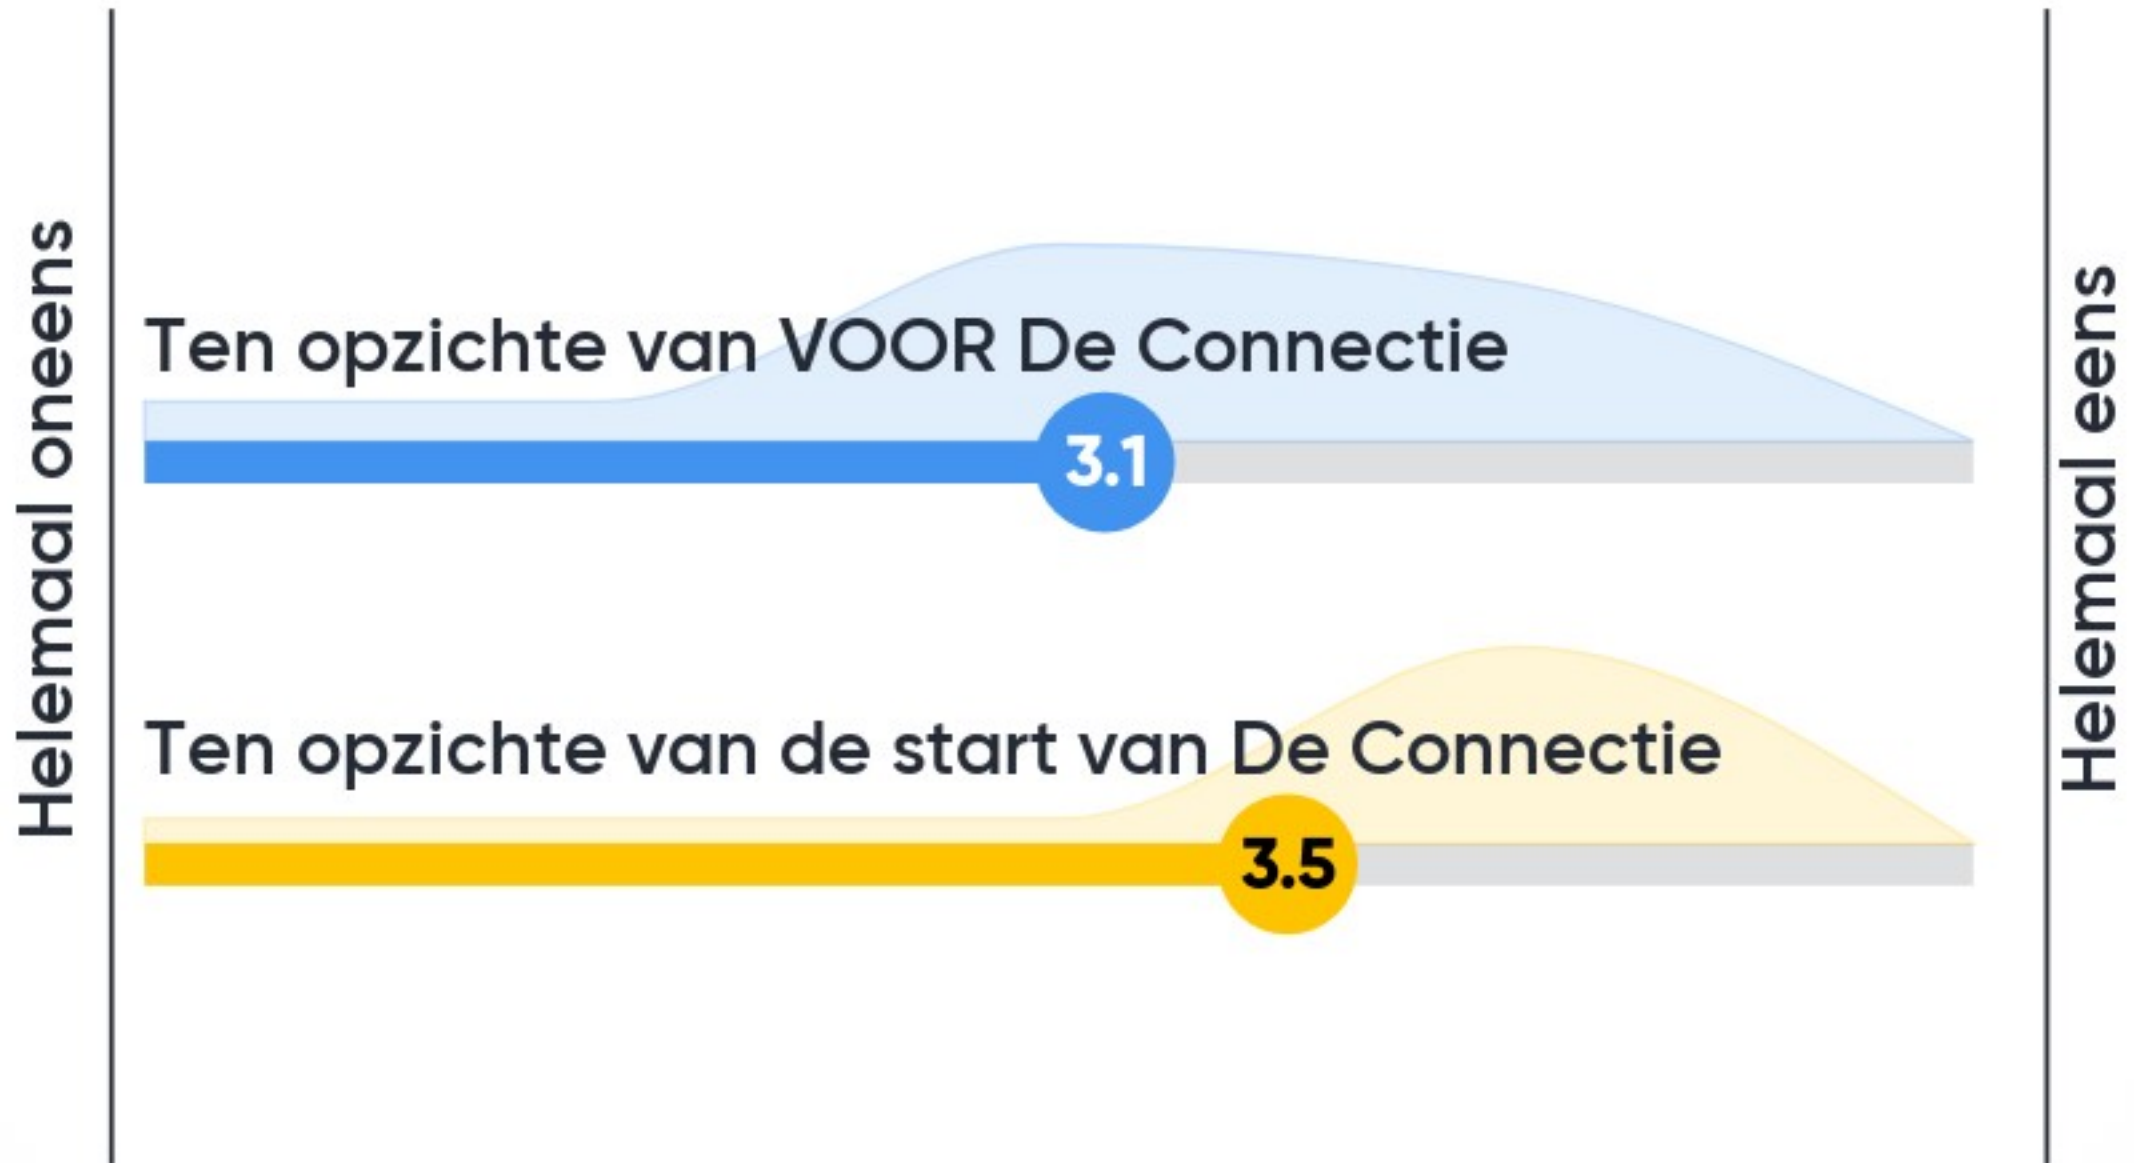 Helemaal oneens
Ten opzichte van VOOR De Connectie
3.1
Ten opzichte van de start van De Connectie
3.5
Helemaal eens